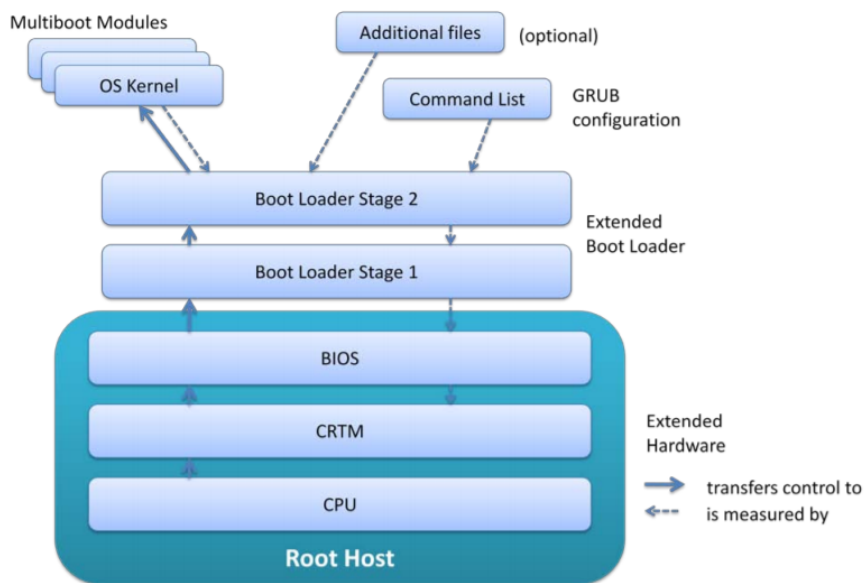 Multiboot Modules
OS Kernel
Additional files
(optional)
Command List
GRUB
configuration
Boot Loader Stage 2
Extended
Boot Loader
Boot Loader Stage 1
BIOS
CRTM
Extended
Hardware
CPU
transfers control to
is measured by
Root Host